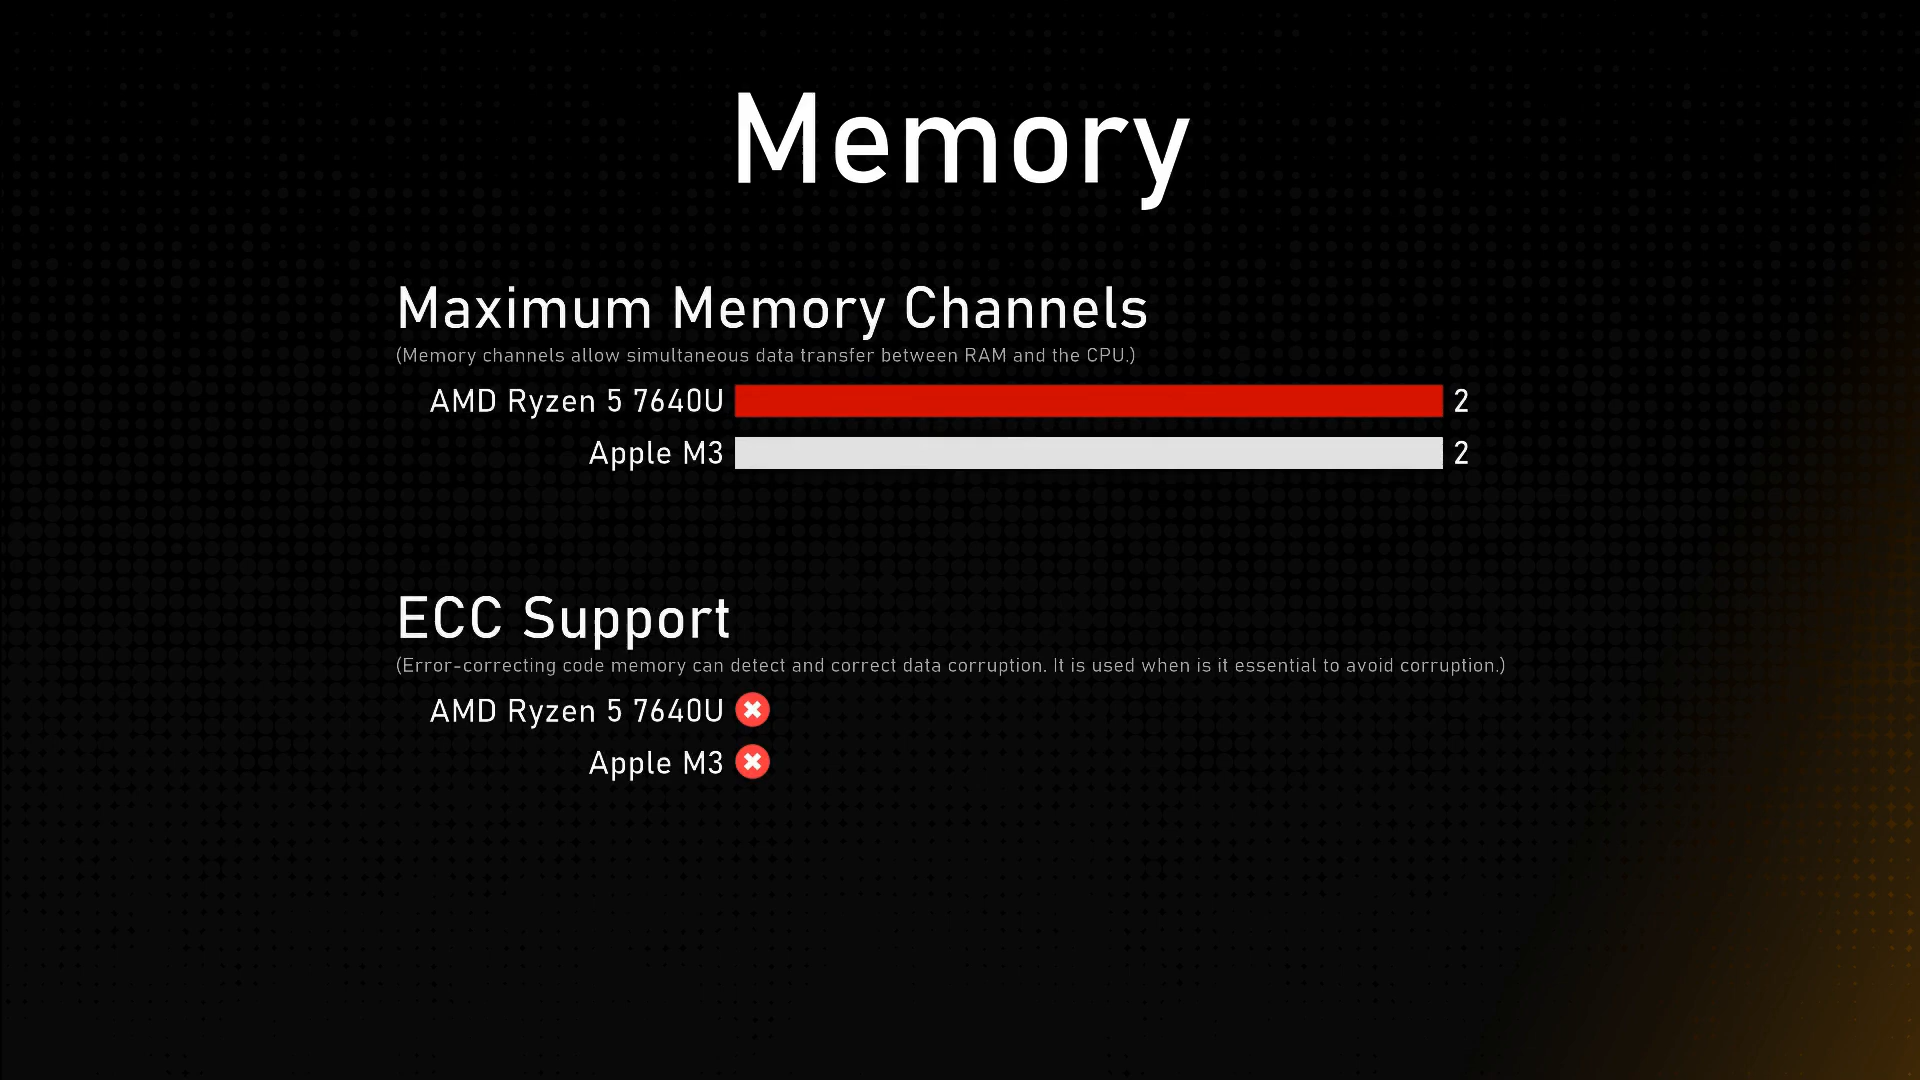 Memory
Maximum Memory Channels
(Memory channels allow simultaneous data transfer between RAM and the CPU.)
AMD Ryzen 5 7640U 2
Apple M3 2
ECC Support
(Error-correcting code memory can detect and correct data corruption. It is used when is it essential to avoid corruption.)
AMD Ryzen 5 7640U
Apple M3